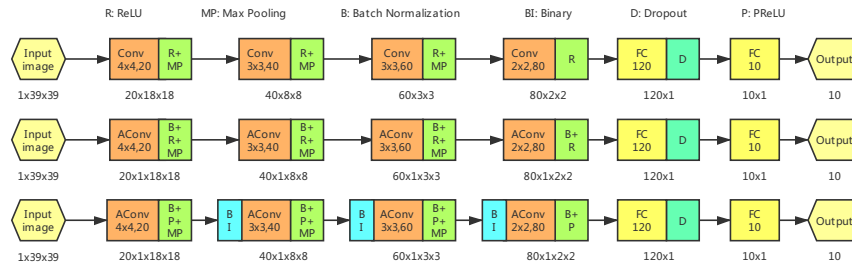 R: ReLU MP: Max Pooling B: Batch Normalization BI: Binary D: Dropout P: PReLU
Input image Conv 4x4,20 R+ MP Conv 3x3,40 R+ MP Conv 3x3,60 R+ MP Conv 2x2,80 R FC 120 D FC 10 Output
1x39x39 20x18x18 40x8x8 60x3x3 80x2x2 120x1 10x1 10
Input image AConv 4x4,20 B+ R+ MP AConv 3x3,40 B+ R+ MP AConv 3x3,60 B+ R+ MP AConv 2x2,80 B+ R FC 120 D FC 10 Output
1x39x39 20x1x18x18 40x1x8x8 60x1x3x3 80x1x2x2 120x1 10x1 10
Input image AConv 4x4,20 B+ P+ MP B I AConv 3x3,40 B+ P+ MP B I AConv 3x3,60 B+ P+ MP B I AConv 2x2,80 B+ P FC 120 D FC 10 Output
1x39x39 20x1x18x18 40x1x8x8 60x1x3x3 80x1x2x2 120x1 10x1 10